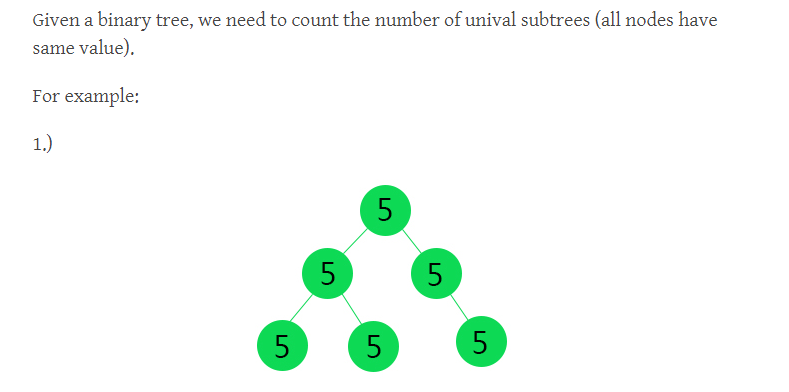 Given a binary tree, we need to count the number of unival subtrees (all nodes have
same value).
For example:
1.)
5
5 5
5 5 5